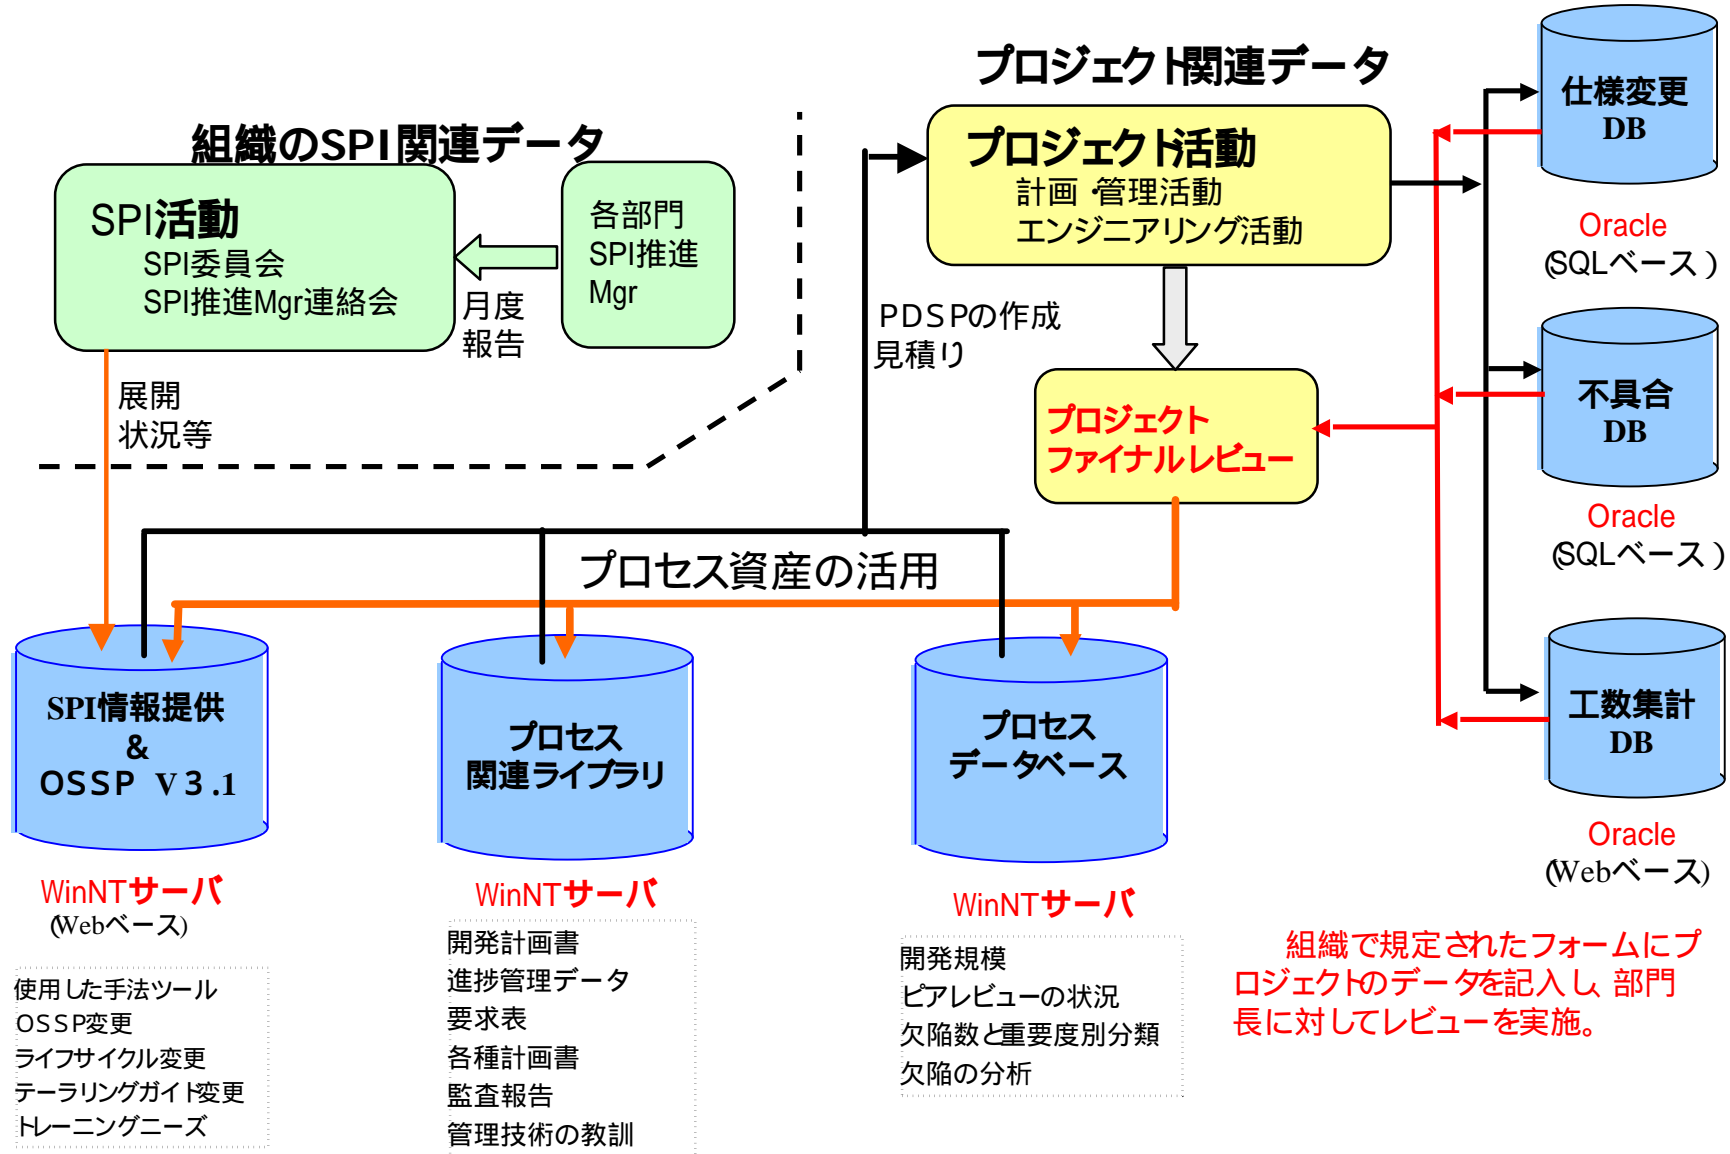 プロジェクト関連データ
組織のSPI関連データ
SPI活動
SPI委員会
SPI推進Mgr連絡会
各部門
SPI推進
Mgr
月度
報告
展開
状況等
プロジェクト活動
計画・管理活動
エンジニアリング活動
PDSPの作成
見積り
プロジェクト
ファイナルレビュー
仕様変更
DB
Oracle
(SQLベース)
不具合
DB
Oracle
(SQLベース)
工数集計
DB
Oracle
(Webベース)
プロセス資産の活用
SPI情報提供
&
OSSP V3.1
WinNTサーバ
(Webベース)
使用した手法ツール
OSSP変更
ライフサイクル変更
テーラリングガイド変更
トレーニングニーズ
プロセス
関連ライブラリ
WinNTサーバ
開発計画書
進捗管理データ
要求表
各種計画書
監査報告
管理技術の教訓
プロセス
データベース
WinNTサーバ
開発規模
ピアレビューの状況
欠陥数と重要度別分類
欠陥の分析
組織で規定されたフォームにプ
ロジェクトのデータを記入し、部門
長に対してレビューを実施。